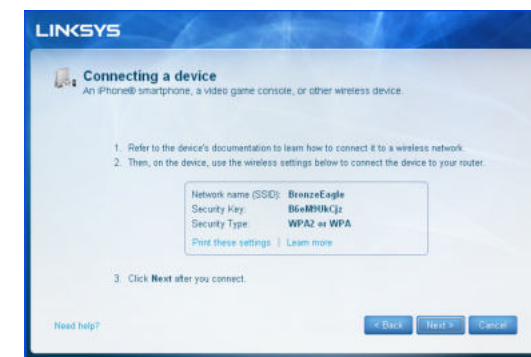 LINKSYS
Connecting a device
An iPhone® smartphone, a video game console, or other wireless device.
1. Refer to the device's documentation to learn how to connect it to a wireless network.
2. Then, on the device, use the wireless settings below to connect the device to your router.
Network name (SSID): BronzeEagle
Security Key: B6eM9UkCjz
Security Type: WPA2 or WPA
Print these settings | Learn more
3. Click Next after you connect.
Need help? < Back Next > Cancel